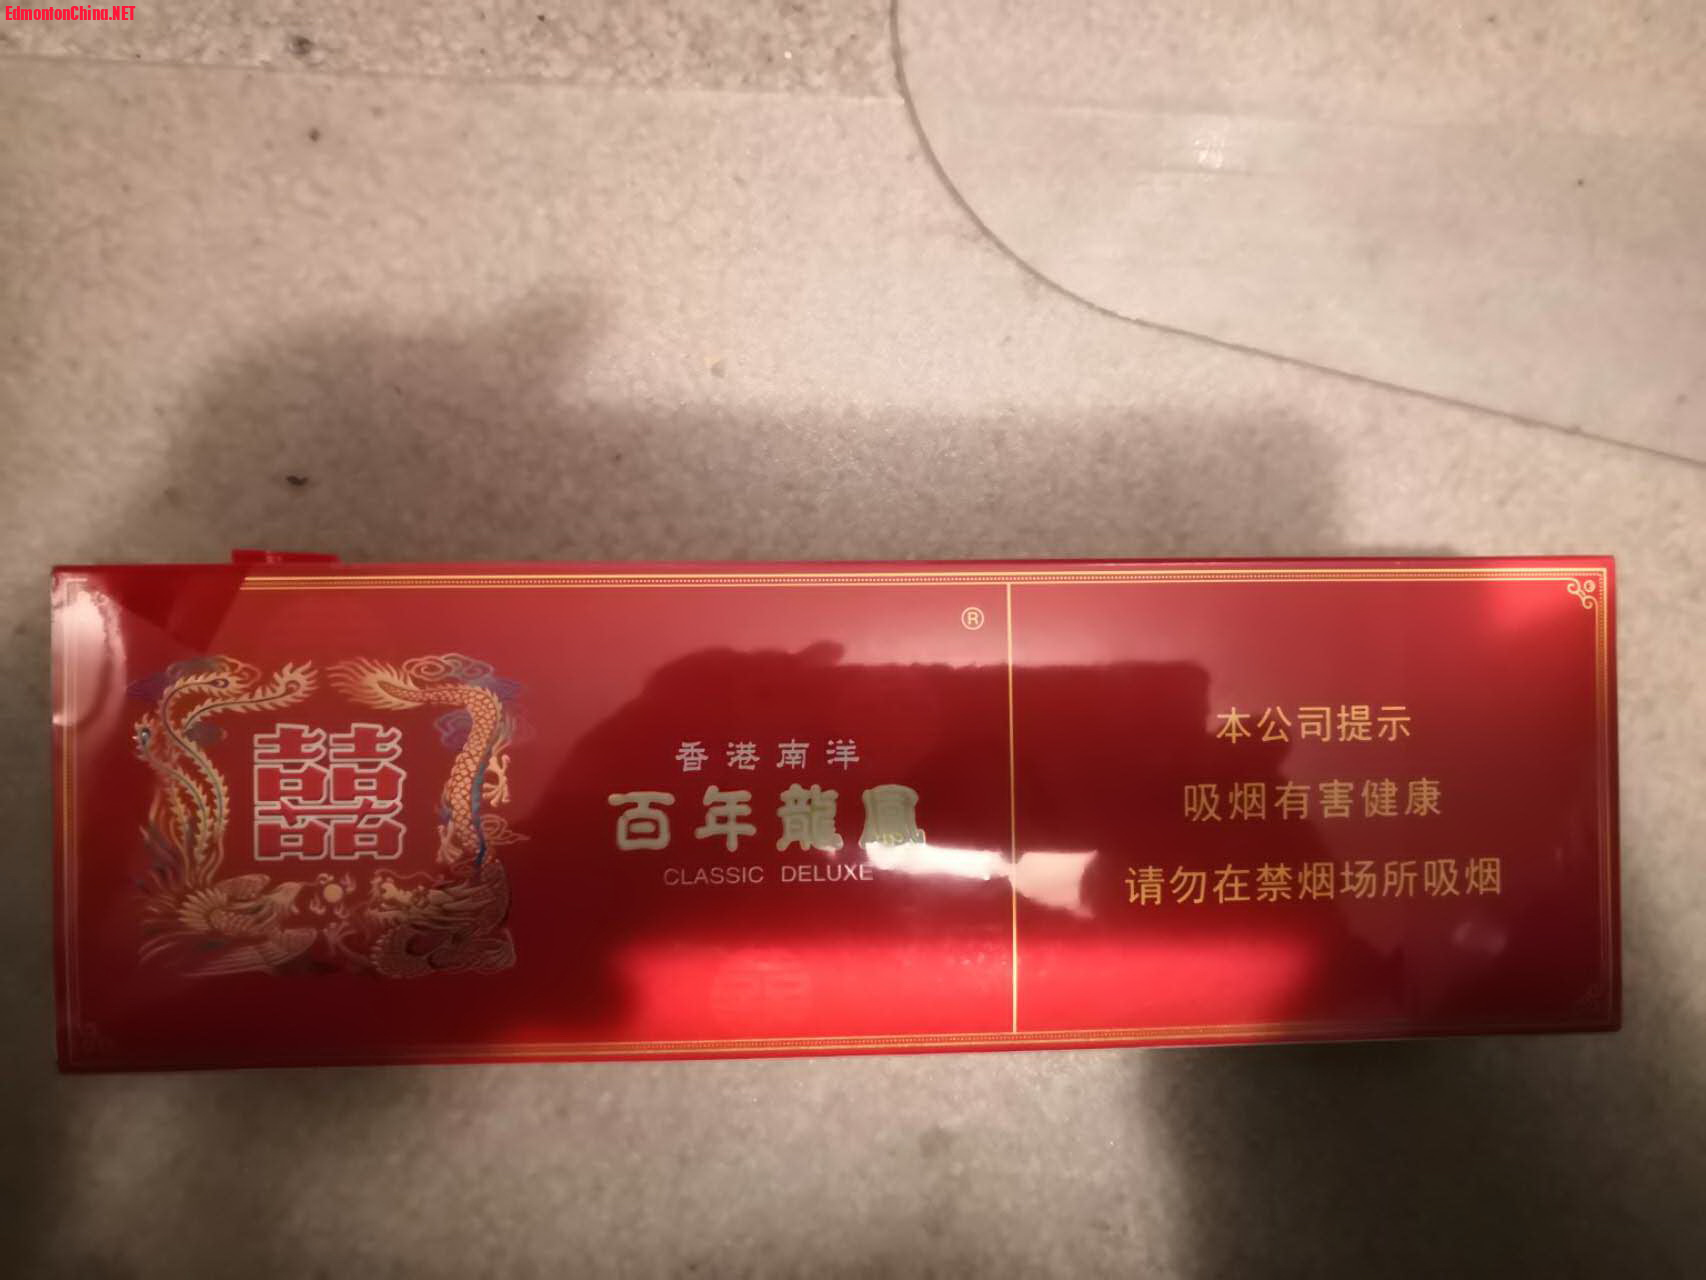 EdmontonChina.NET
®
囍
香港南洋
百年龍鳳
CLASSIC DELUXE
本公司提示
吸烟有害健康
请勿在禁烟场所吸烟